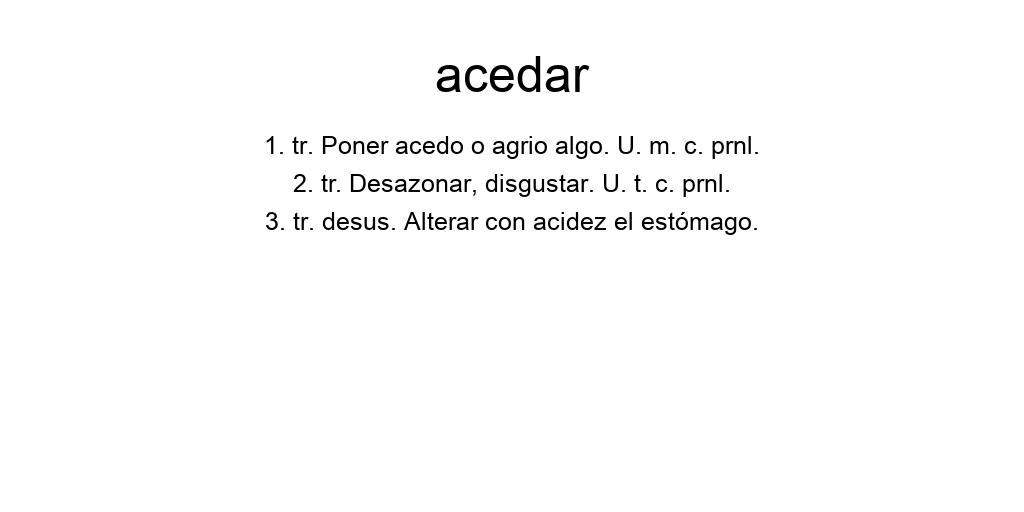 acedar
1. tr. Poner acedo o agrio algo. U. m. c. prnl.
2. tr. Desazonar, disgustar. U. t. c. prnl.
3. tr. desus. Alterar con acidez el estómago.